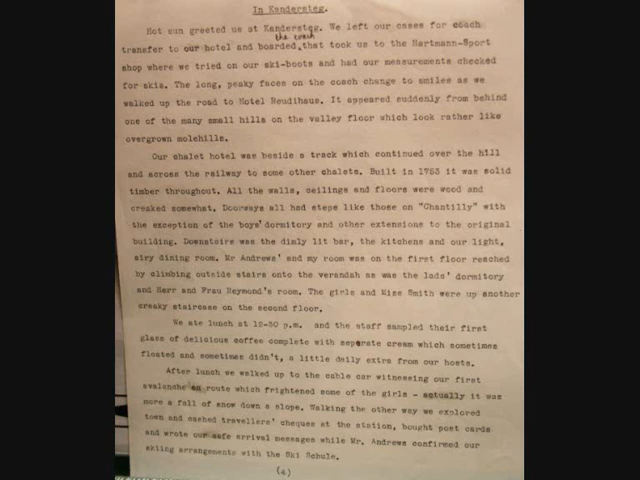 In Kandersteg.
Hot sun greeted us at Kandersteg. We left our cases for coach
the coach
transfer to our hotel and boarded, that took us to the Hartmann-Sport
shop where we tried on our ski-boots and had our measurements checked
for skis. The long, peaky faces on the coach change to smiles as we
walked up the road to Hotel Reudihaus. It appeared suddenly from behind
one of the many small hills on the valley floor which look rather like
overgrown molehills.
Our chalet hotel was beside a track which continued over the hill
and across the railway to some other chalets. Built in 1753 it was solid
timber throughout. All the walls, ceilings and floors were wood and
creaked somewhat. Doorways all had steps like those on "Chantilly" with
the exception of the boys' dormitory and other extensions to the original
building. Downstairs was the dimly lit bar, the kitchens and our light,
airy dining room. Mr Andrews' and my room was on the first floor reached
by climbing outside stairs onto the verandah as was the lads' dormitory
and Herr and Frau Reymond's room. The girls and Miss Smith were up another
creaky staircase on the second floor.
We ate lunch at 12-30 p.m. and the staff sampled their first
glass of delicious coffee complete with separate cream which sometimes
floated and sometimes didn't, a little daily extra from our hosts.
After lunch we walked up to the cable car witnessing our first
avalanche en route which frightened some of the girls - actually it was
more a fall of snow down a slope. Walking the other way we explored
town and cashed travellers' cheques at the station, bought post cards
and wrote our safe arrival messages while Mr. Andrews confirmed our
skiing arrangements with the Ski Schule.
(4)